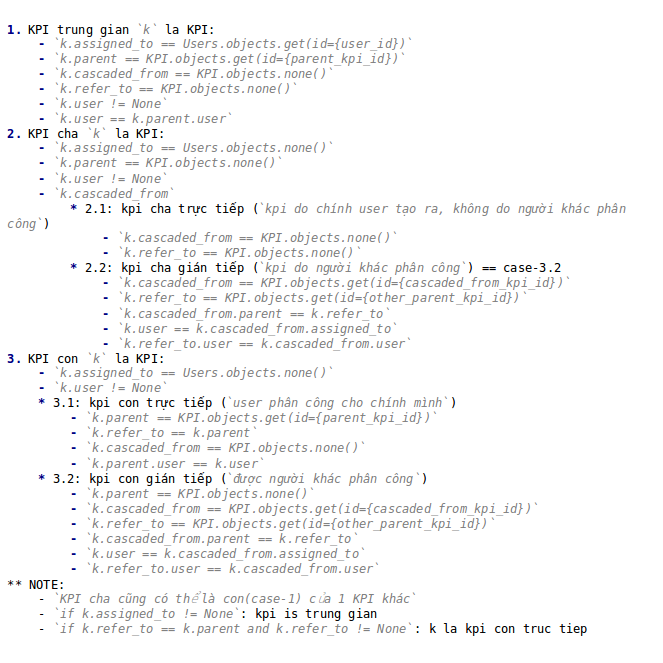 1. KPI trung gian `k` la KPI:
- `k.assigned_to == Users.objects.get(id={user_id})`
- `k.parent == KPI.objects.get(id={parent_kpi_id})`
- `k.cascaded_from == KPI.objects.none()`
- `k.refer_to == KPI.objects.none()`
- `k.user != None`
- `k.user == k.parent.user`
2. KPI cha `k` la KPI:
- `k.assigned_to == Users.objects.none()`
- `k.parent == KPI.objects.none()`
- `k.user != None`
- `k.cascaded_from`
* 2.1: kpi cha trực tiếp (`kpi do chính user tạo ra, không do người khác phân
công`)
- `k.cascaded_from == KPI.objects.none()`
- `k.refer_to == KPI.objects.none()`
* 2.2: kpi cha gián tiếp (`kpi do người khác phân công`) == case-3.2
- `k.cascaded_from == KPI.objects.get(id={cascaded_from_kpi_id})`
- `k.refer_to == KPI.objects.get(id={other_parent_kpi_id})`
- `k.cascaded_from.parent == k.refer_to`
- `k.user == k.cascaded_from.assigned_to`
- `k.refer_to.user == k.cascaded_from.user`
3. KPI con `k` la KPI:
- `k.assigned_to == Users.objects.none()`
- `k.user != None`
* 3.1: kpi con trực tiếp (`user phân công cho chính mình`)
- `k.parent == KPI.objects.get(id={parent_kpi_id})`
- `k.refer_to == k.parent`
- `k.cascaded_from == KPI.objects.none()`
- `k.parent.user == k.user`
* 3.2: kpi con gián tiếp (`được người khác phân công`)
- `k.parent == KPI.objects.none()`
- `k.cascaded_from == KPI.objects.get(id={cascaded_from_kpi_id})`
- `k.refer_to == KPI.objects.get(id={other_parent_kpi_id})`
- `k.cascaded_from.parent == k.refer_to`
- `k.user == k.cascaded_from.assigned_to`
- `k.refer_to.user == k.cascaded_from.user`
** NOTE:
- `KPI cha cũng có thể là con(case-1) của 1 KPI khác`
- `if k.assigned_to != None`: kpi is trung gian
- `if k.refer_to == k.parent and k.refer_to != None`: k la kpi con truc tiep